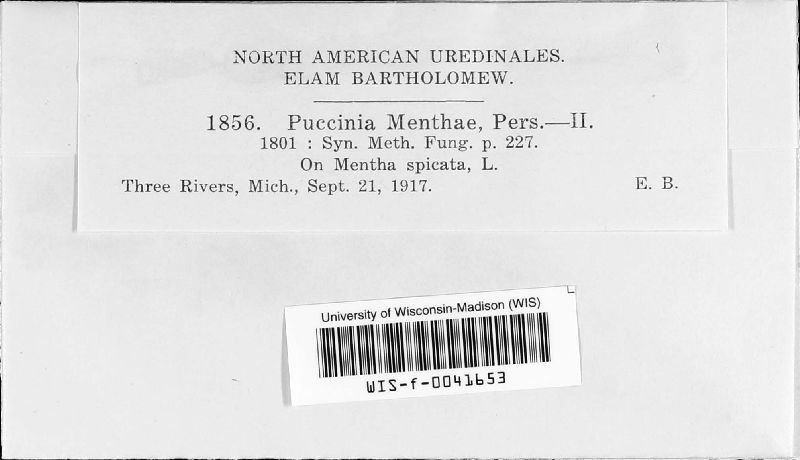 NORTH AMERICAN UREDINALES.
ELAM BARTHOLOMEW.
1856. Puccinia Menthae, Pers.—II.
1801 : Syn. Meth. Fung. p. 227.
On Mentha spicata, L.
Three Rivers, Mich., Sept. 21, 1917. E. B.
University of Wisconsin-Madison (WIS)
WIS-f-0041653